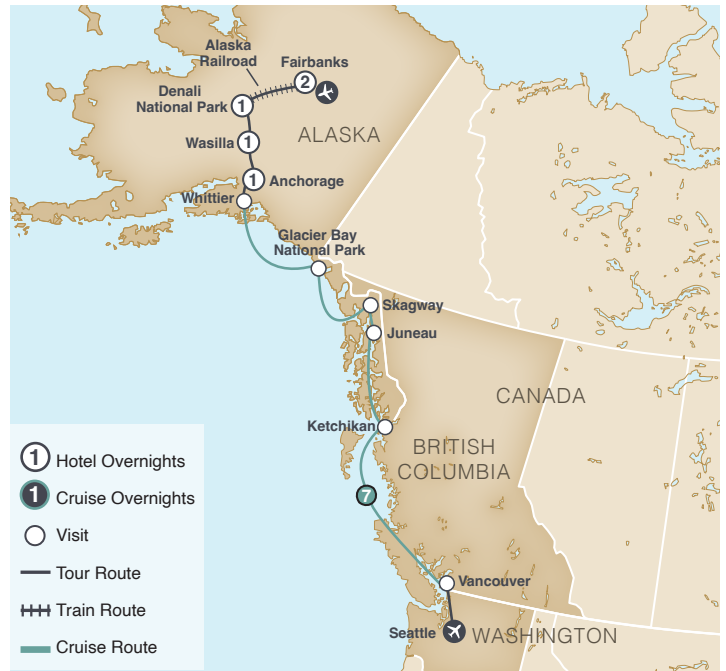 Alaska
Railroad
Fairbanks
2
Denali
National Park
1
ALASKA
Wasilla
1
1
Anchorage
Whittier
Glacier Bay
National Park
Skagway
Juneau
CANADA
Ketchikan
BRITISH
COLUMBIA
7
Vancouver
Seattle
WASHINGTON
1 Hotel Overnights
1 Cruise Overnights
Visit
Tour Route
Train Route
Cruise Route